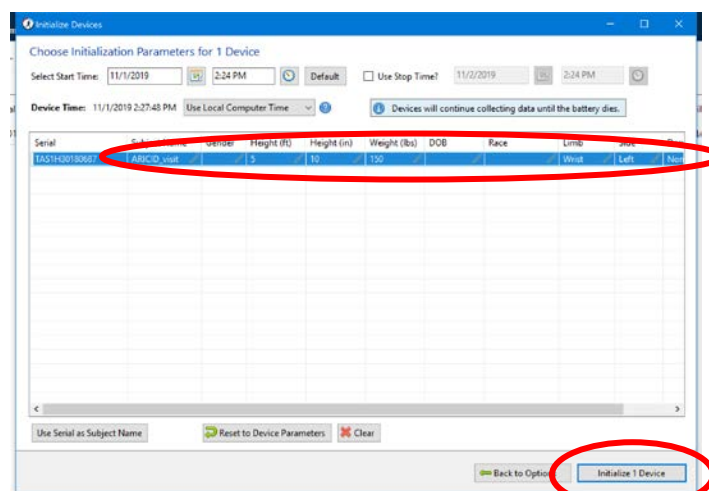 Initialize Devices
Choose Initialization Parameters for 1 Device
Select Start Time: 11/1/2019 2:24 PM Default Use Stop Time? 11/2/2019 2:24 PM
Device Time: 11/1/2019 2:27:48 PM Use Local Computer Time Devices will continue collecting data until the battery dies.
Serial Gender Height (ft) Height (in) Weight (lbs) DOB Race Limb Side
TAS1H30180687 ARICID_visit 5 10 150 Wrist Left Non
Use Serial as Subject Name Reset to Device Parameters Clear
Back to Option Initialize 1 Device